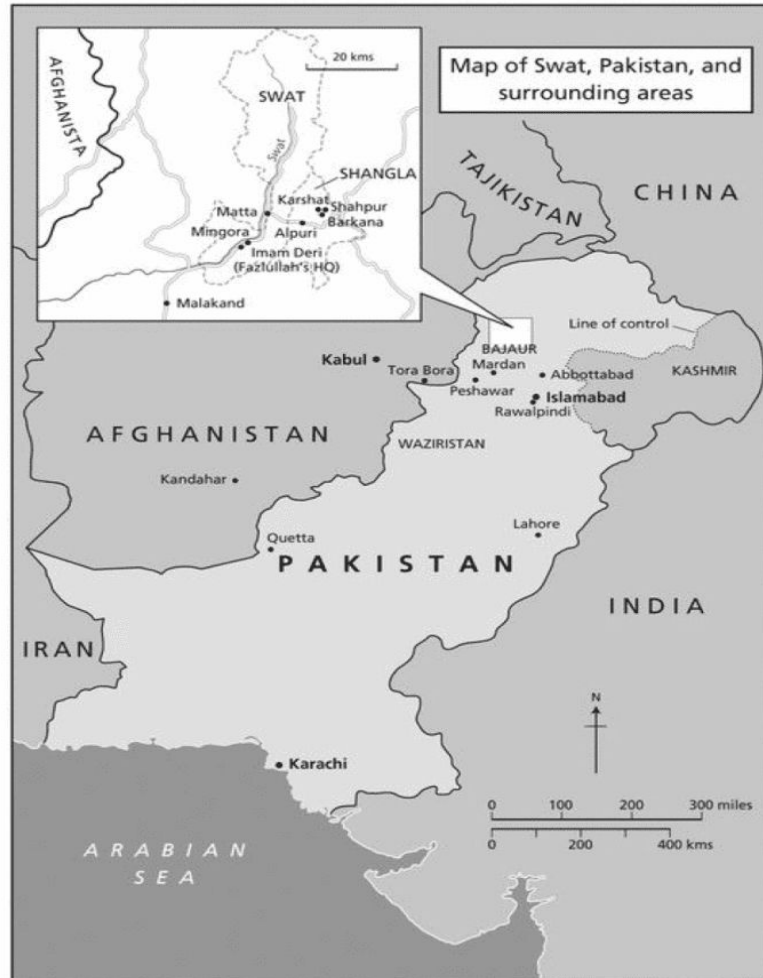 Map of Swat, Pakistan, and
surrounding areas
AFGHANISTA
20 kms
SWAT
Swat
SHANGLA
Karshat
Shahpur
Matta
Barkana
Mingora
Alpuri
Imam Deri
(Fazlullah's HQ)
Malakand
TAJIKISTAN
CHINA
Line of control
BAJAUR
Kabul
Mardan
Tora Bora
Abbottabad
KASHMIR
Peshawar
Islamabad
Rawalpindi
AFGHANISTAN
WAZIRISTAN
Kandahar
Lahore
Quetta
PAKISTAN
INDIA
IRAN
N
Karachi
0 100 200 300 miles
0 200 400 kms
ARABIAN
SEA